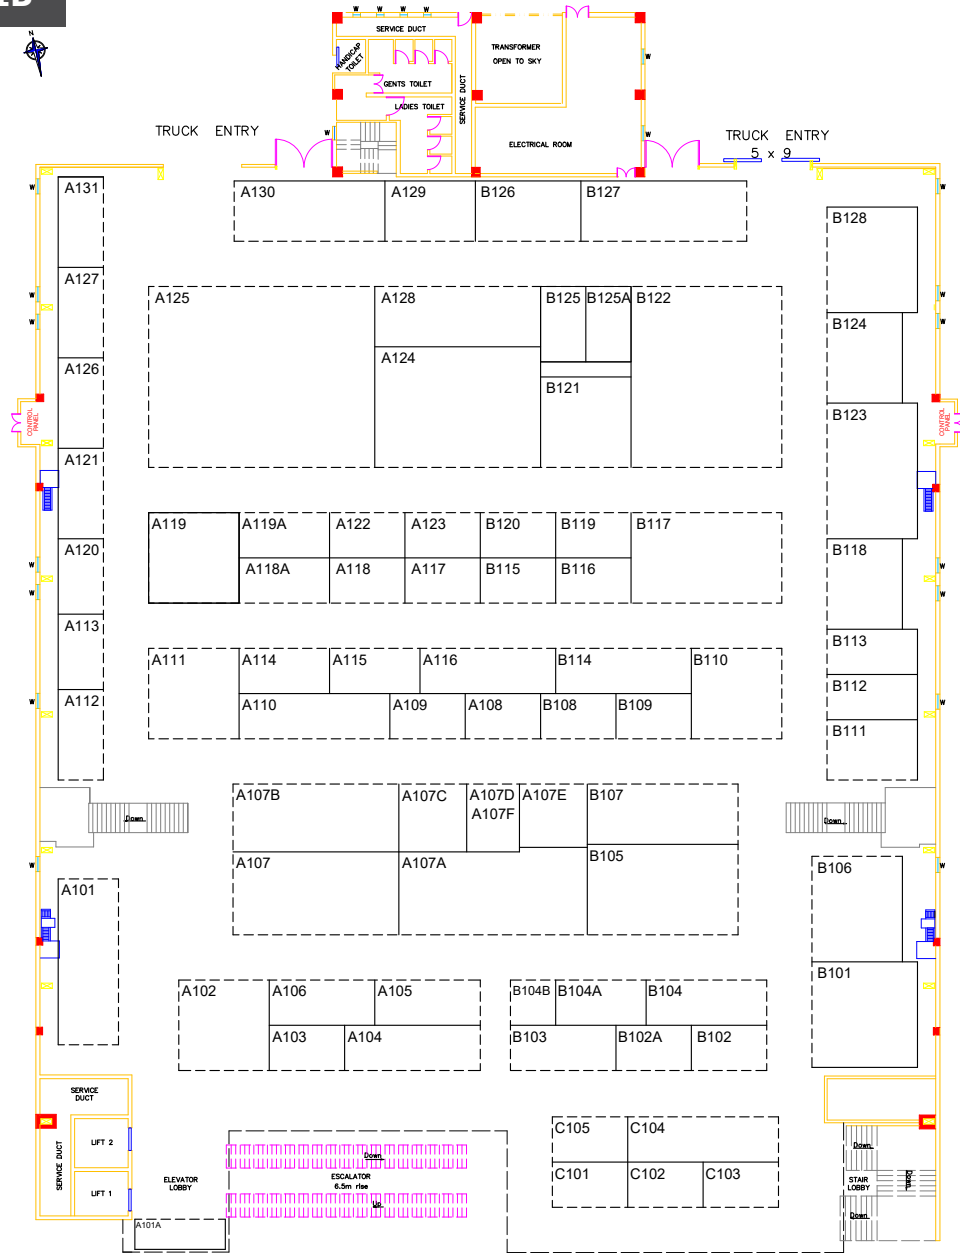 N
W W W W
SERVICE DUCT
HANDICAP
TOILET
GENTS TOILET
LADIES TOILET
SERVICE DUCT
TRANSFORMER
OPEN TO SKY
ELECTRICAL ROOM
W
W
W
TRUCK ENTRY
TRUCK ENTRY
5 x 9
A131
A130
A129
B126
B127
B128
W
W
A127
A125
A128
B125
B125A
B122
B124
W
W
W
W
A124
A126
B121
B123
CONTROL
PANEL
CONTROL
PANEL
A121
A119
A119A
A122
A123
B120
B119
B117
A120
A118A
A118
A117
B115
B116
B118
W
W
W
W
A113
B113
A111
A114
A115
A116
B114
B110
A112
B112
A110
A109
A108
B108
B109
B111
W
W
Down
Down
A107B
A107C
A107D
A107E
B107
A107F
A107
A107A
B105
B106
W
W
A101
B101
A102
A106
A105
B104B
B104A
B104
A103
A104
B103
B102A
B102
SERVICE
DUCT
SERVICE DUCT
LIFT 2
LIFT 1
ELEVATOR
LOBBY
A101A
Down
ESCALATOR
6.5m rise
Up
C105
C104
C101
C102
C103
Down
STAIR
LOBBY
Down
Down